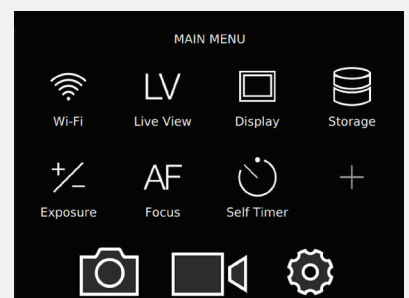 MAIN MENU
LV
Wi-Fi Live View Display Storage
AF
Exposure Focus Self Timer